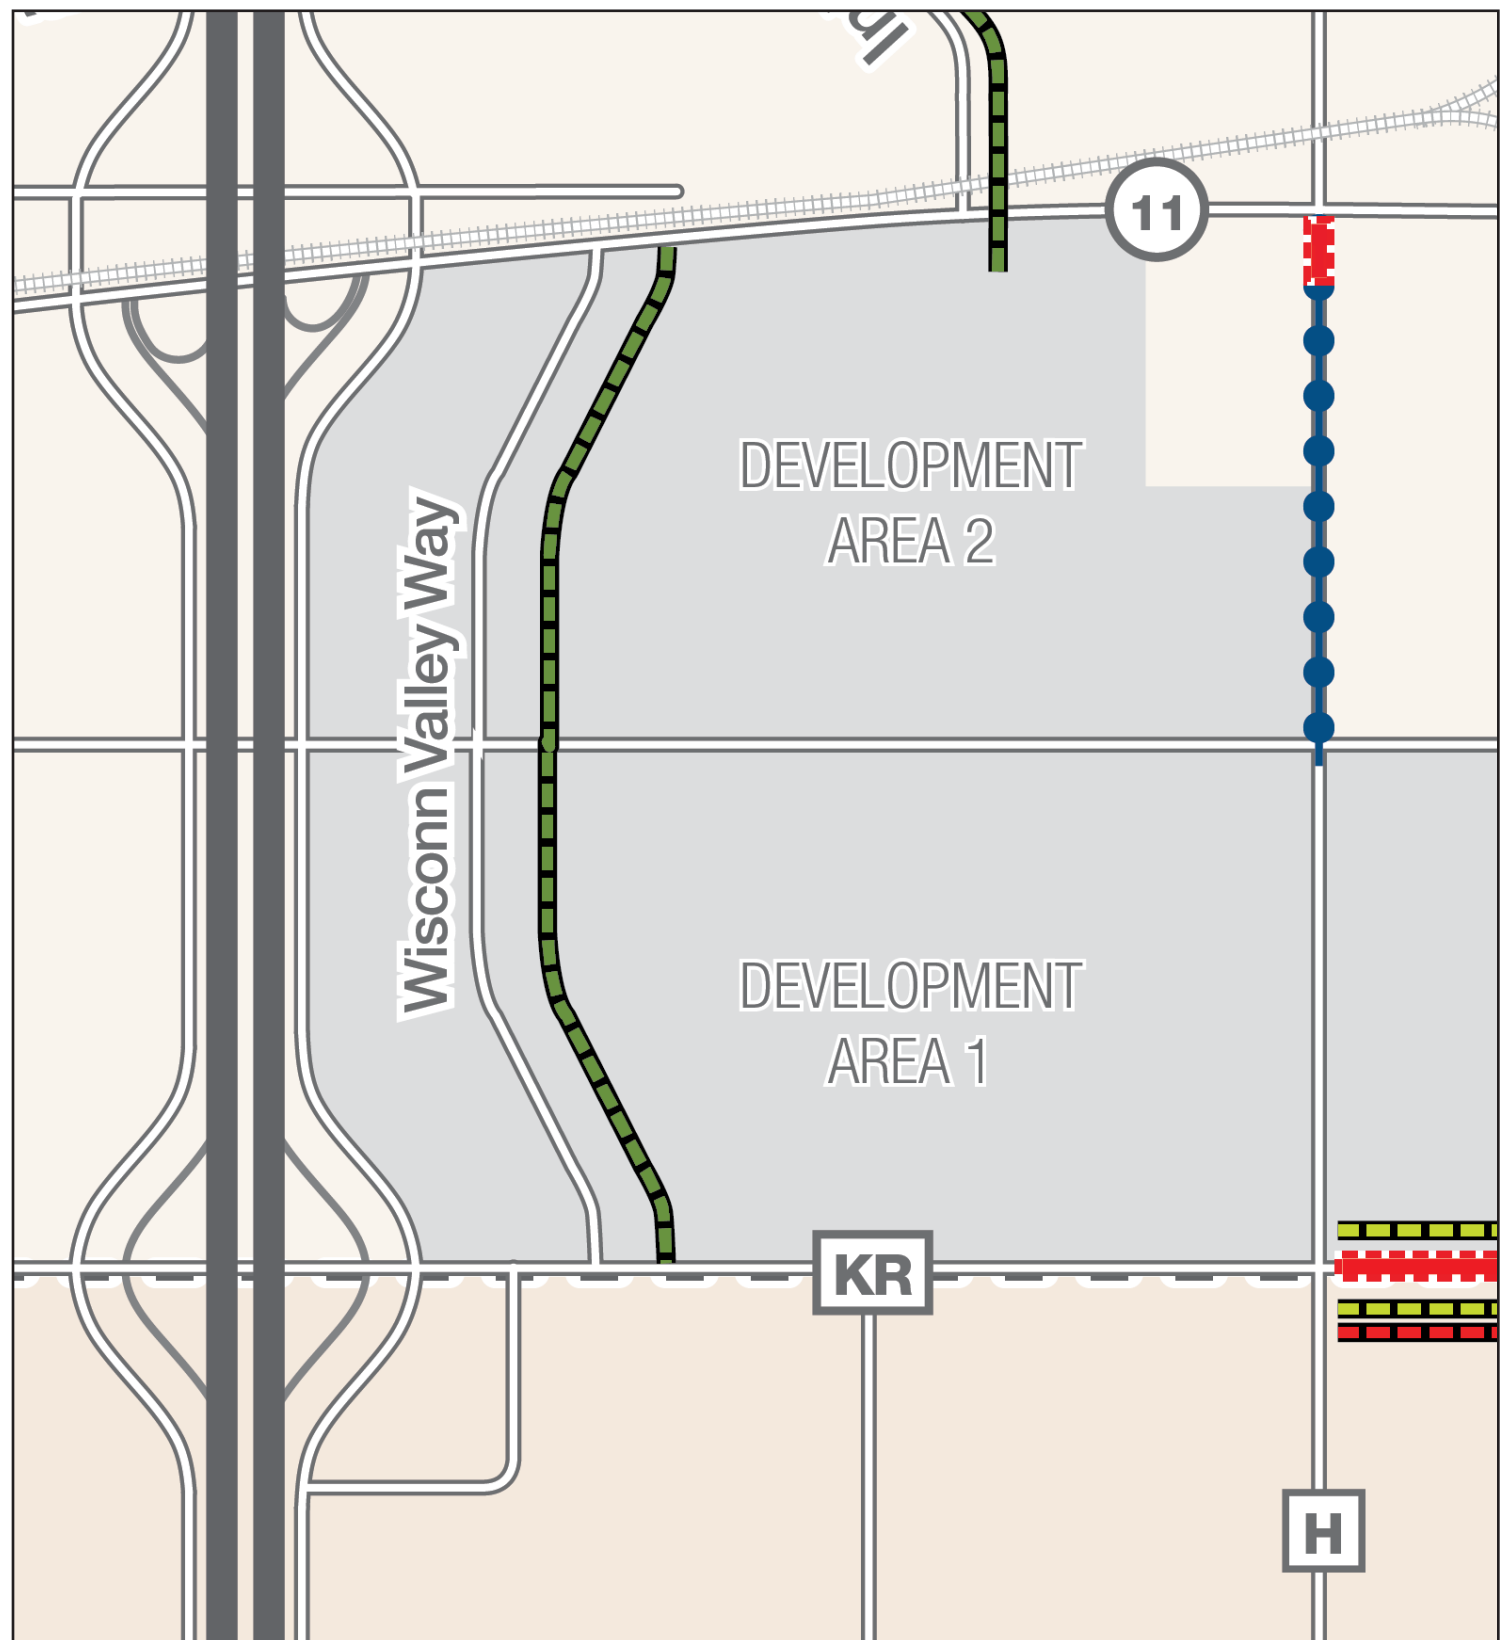 11
DEVELOPMENT
AREA 2
Wisconn Valley Way
DEVELOPMENT
AREA 1
KR
H